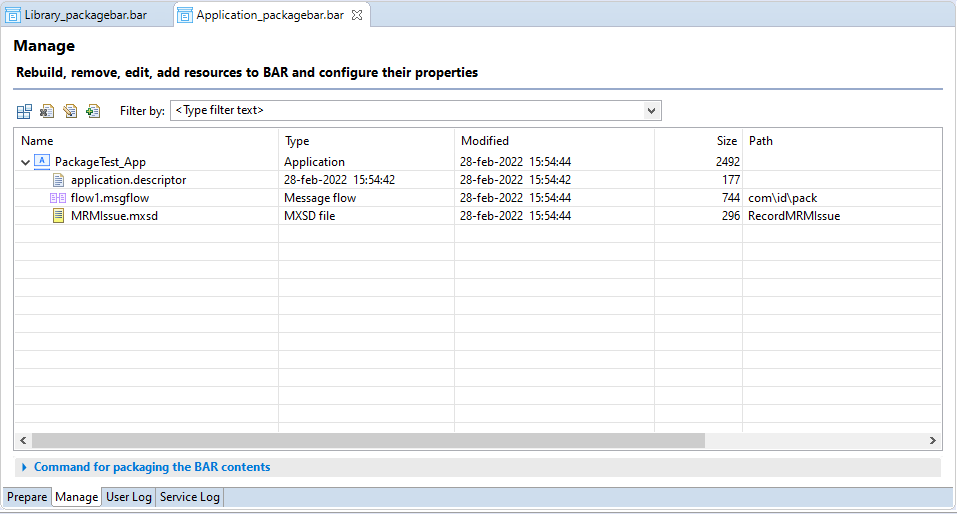 Library_packagebar.bar Application_packagebar.bar
Manage
Rebuild, remove, edit, add resources to BAR and configure their properties
Filter by: <Type filter text>
Name Type Modified Size Path
A PackageTest_App Application 28-feb-2022 15:54:44 2492
application.descriptor 28-feb-2022 15:54:42 28-feb-2022 15:54:42 177
flow1.msgflow Message flow 28-feb-2022 15:54:44 744 com\id\pack
MRMIssue.mxsd MXSD file 28-feb-2022 15:54:44 296 RecordMRMIssue
Command for packaging the BAR contents
Prepare Manage User Log Service Log